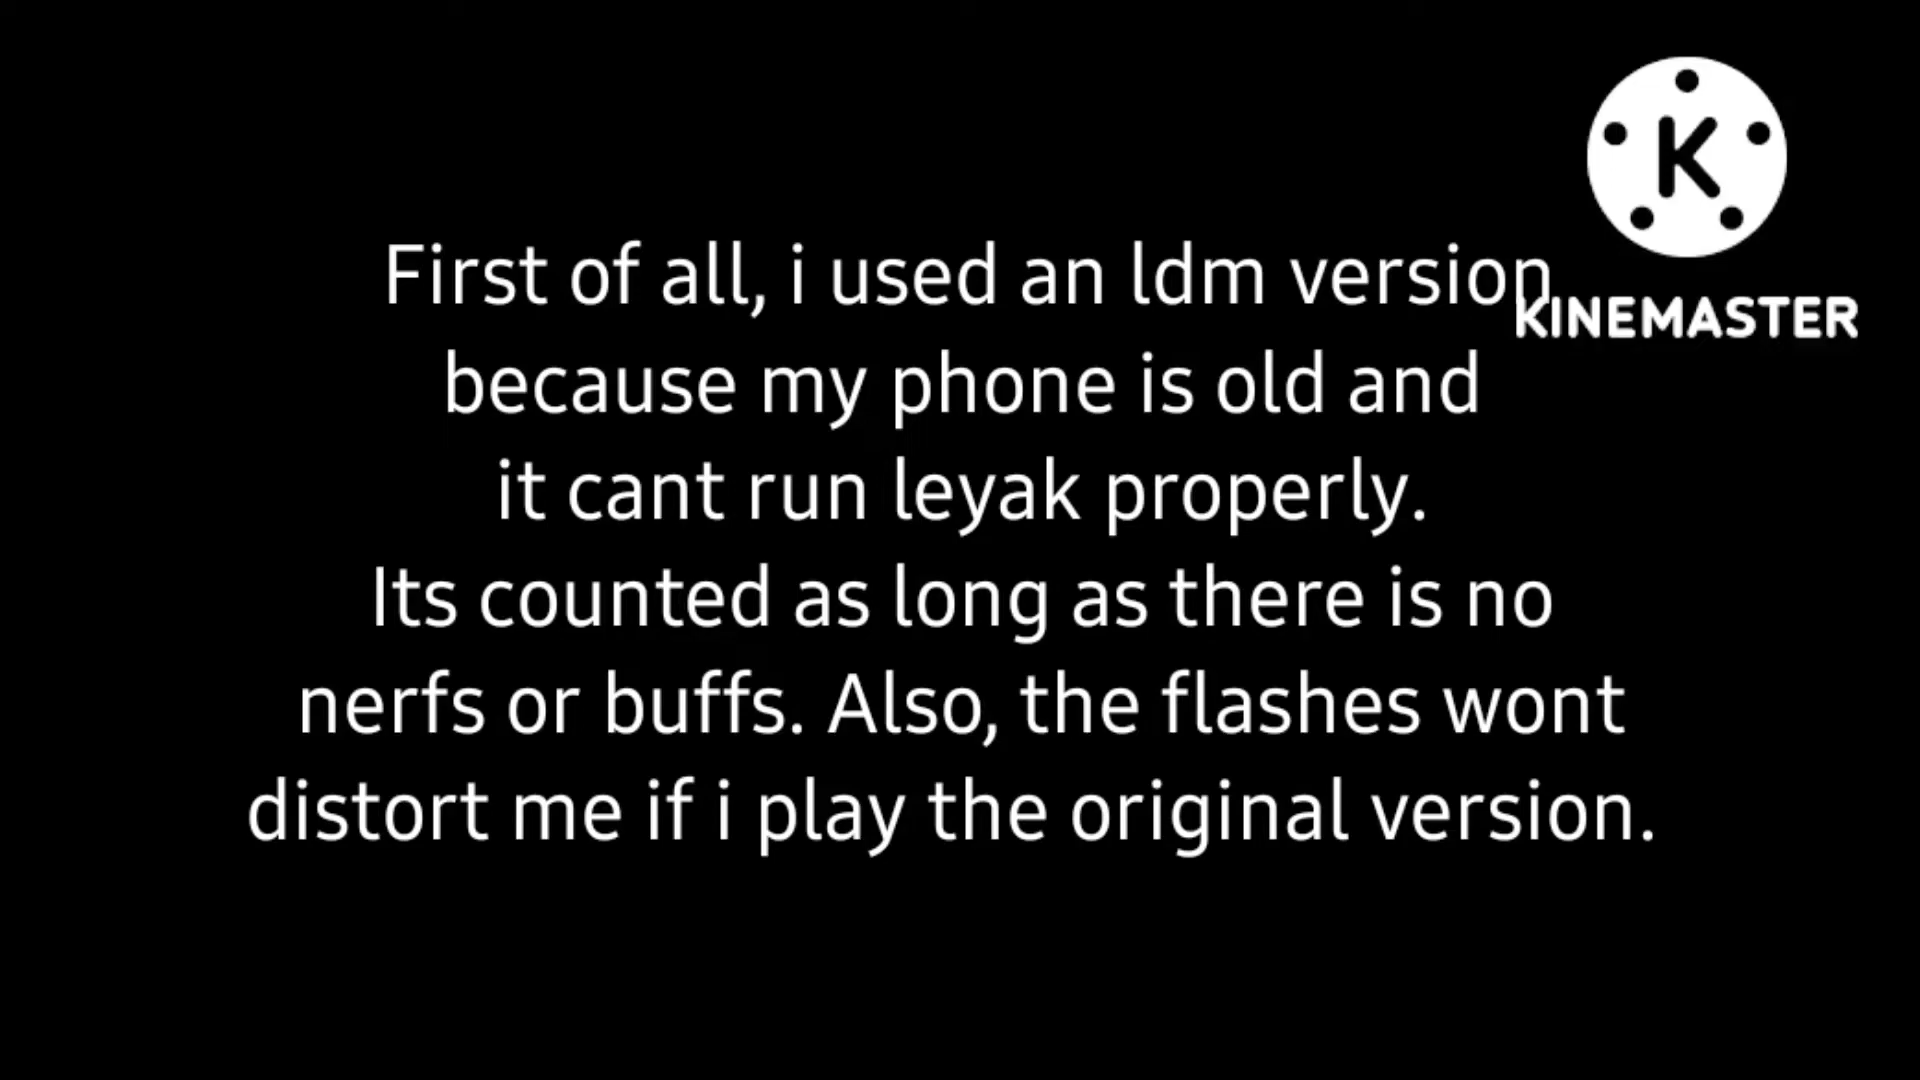 K
KINEMASTER
First of all, i used an ldm version
because my phone is old and
it cant run leyak properly.
Its counted as long as there is no
nerfs or buffs. Also, the flashes wont
distort me if i play the original version.